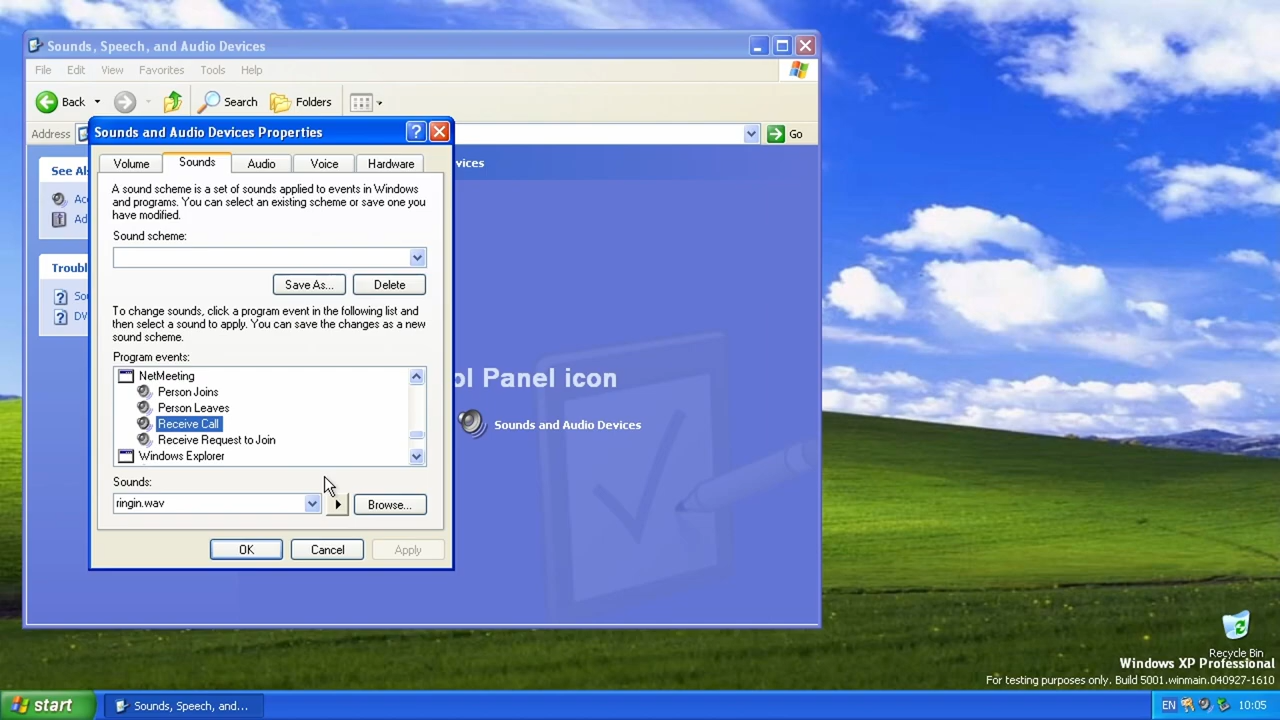 Sounds, Speech, and Audio Devices
File Edit View Favorites Tools Help
Back Search Folders
Address Go
Sounds and Audio Devices Properties
Volume Sounds Audio Voice Hardware
A sound scheme is a set of sounds applied to events in Windows
and programs. You can select an existing scheme or save one you
have modified.
Sound scheme:
Save As... Delete
To change sounds, click a program event in the following list and
then select a sound to apply. You can save the changes as a new
sound scheme.
Program events:
NetMeeting
Person Joins
Person Leaves
Receive Call
Receive Request to Join
Windows Explorer
Sounds:
ringin.wav
Browse...
OK Cancel Apply
See Al
Ac
Ad
Troubl
So
DV
vices
ol Panel icon
Sounds and Audio Devices
Recycle Bin
Windows XP Professional
For testing purposes only. Build 5001.winmain.040927-1610
start
Sounds, Speech, and...
EN 10:05